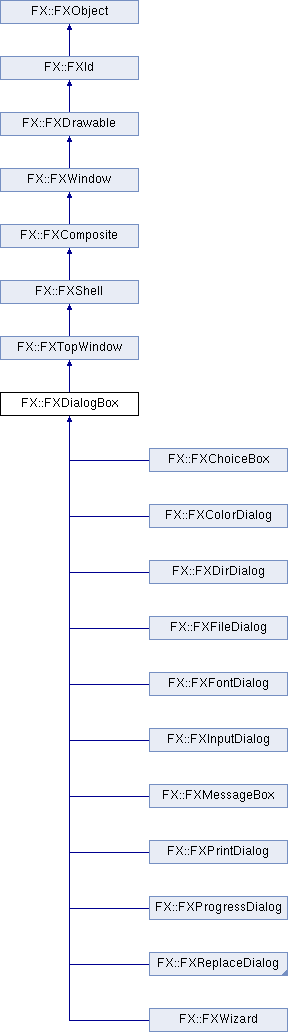 FX::FXObject
FX::FXId
FX::FXDrawable
FX::FXWindow
FX::FXComposite
FX::FXShell
FX::FXTopWindow
FX::FXDialogBox
FX::FXChoiceBox
FX::FXColorDialog
FX::FXDirDialog
FX::FXFileDialog
FX::FXFontDialog
FX::FXInputDialog
FX::FXMessageBox
FX::FXPrintDialog
FX::FXProgressDialog
FX::FXReplaceDialog
FX::FXWizard